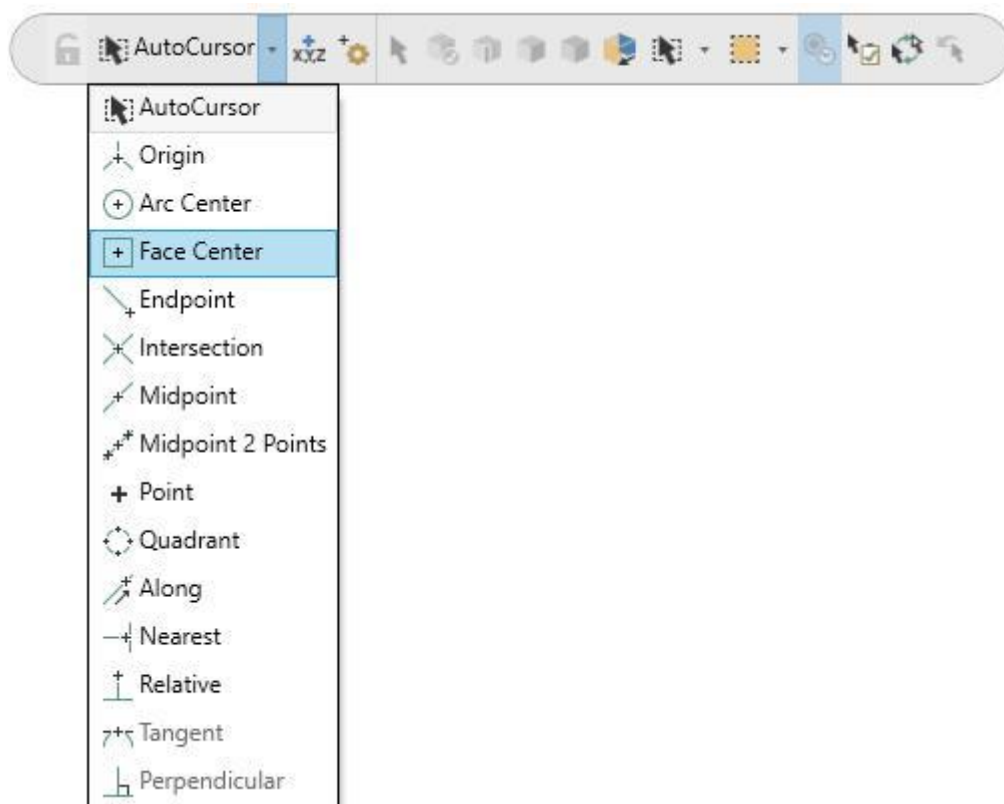 AutoCursor
XYZ
AutoCursor
Origin
Arc Center
Face Center
Endpoint
Intersection
Midpoint
Midpoint 2 Points
Point
Quadrant
Along
Nearest
Relative
Tangent
Perpendicular